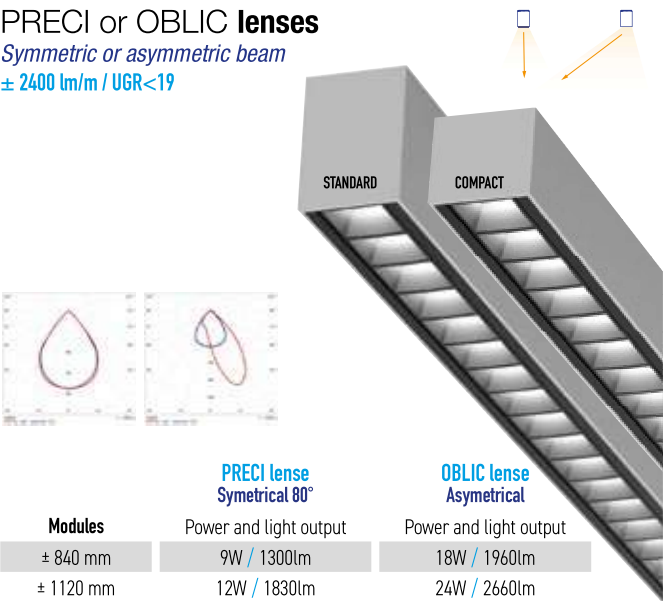 PRECI or OBLIC lenses
Symmetric or asymmetric beam
± 2400 lm/m / UGR<19
STANDARD
COMPACT
PRECI lense
OBLIC lense
Symetrical 80°
Asymetrical
Modules
Power and light output
Power and light output
± 840 mm
9W / 1300lm
18W / 1960lm
± 1120 mm
12W / 1830lm
24W / 2660lm